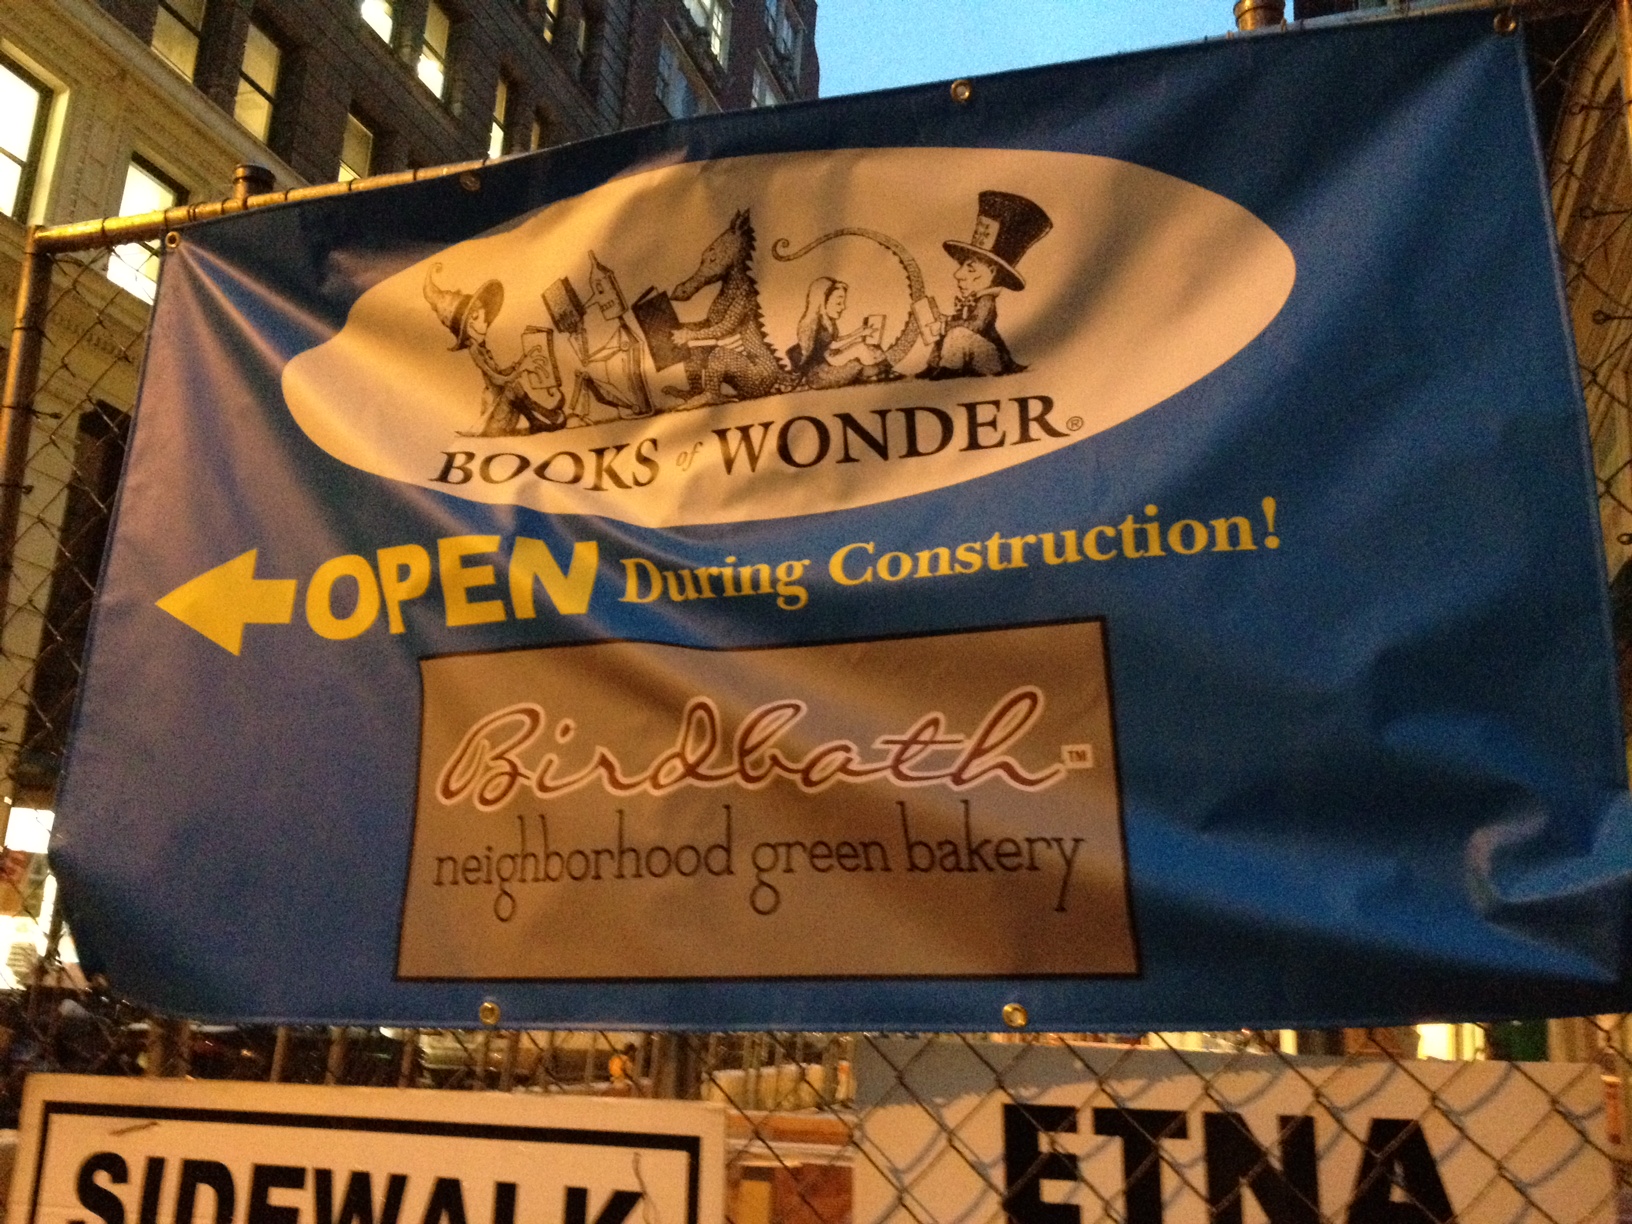 BOOKS of WONDER®
OPEN During Construction!
Birdbath™
neighborhood green bakery
SIDEWALK
ETNA